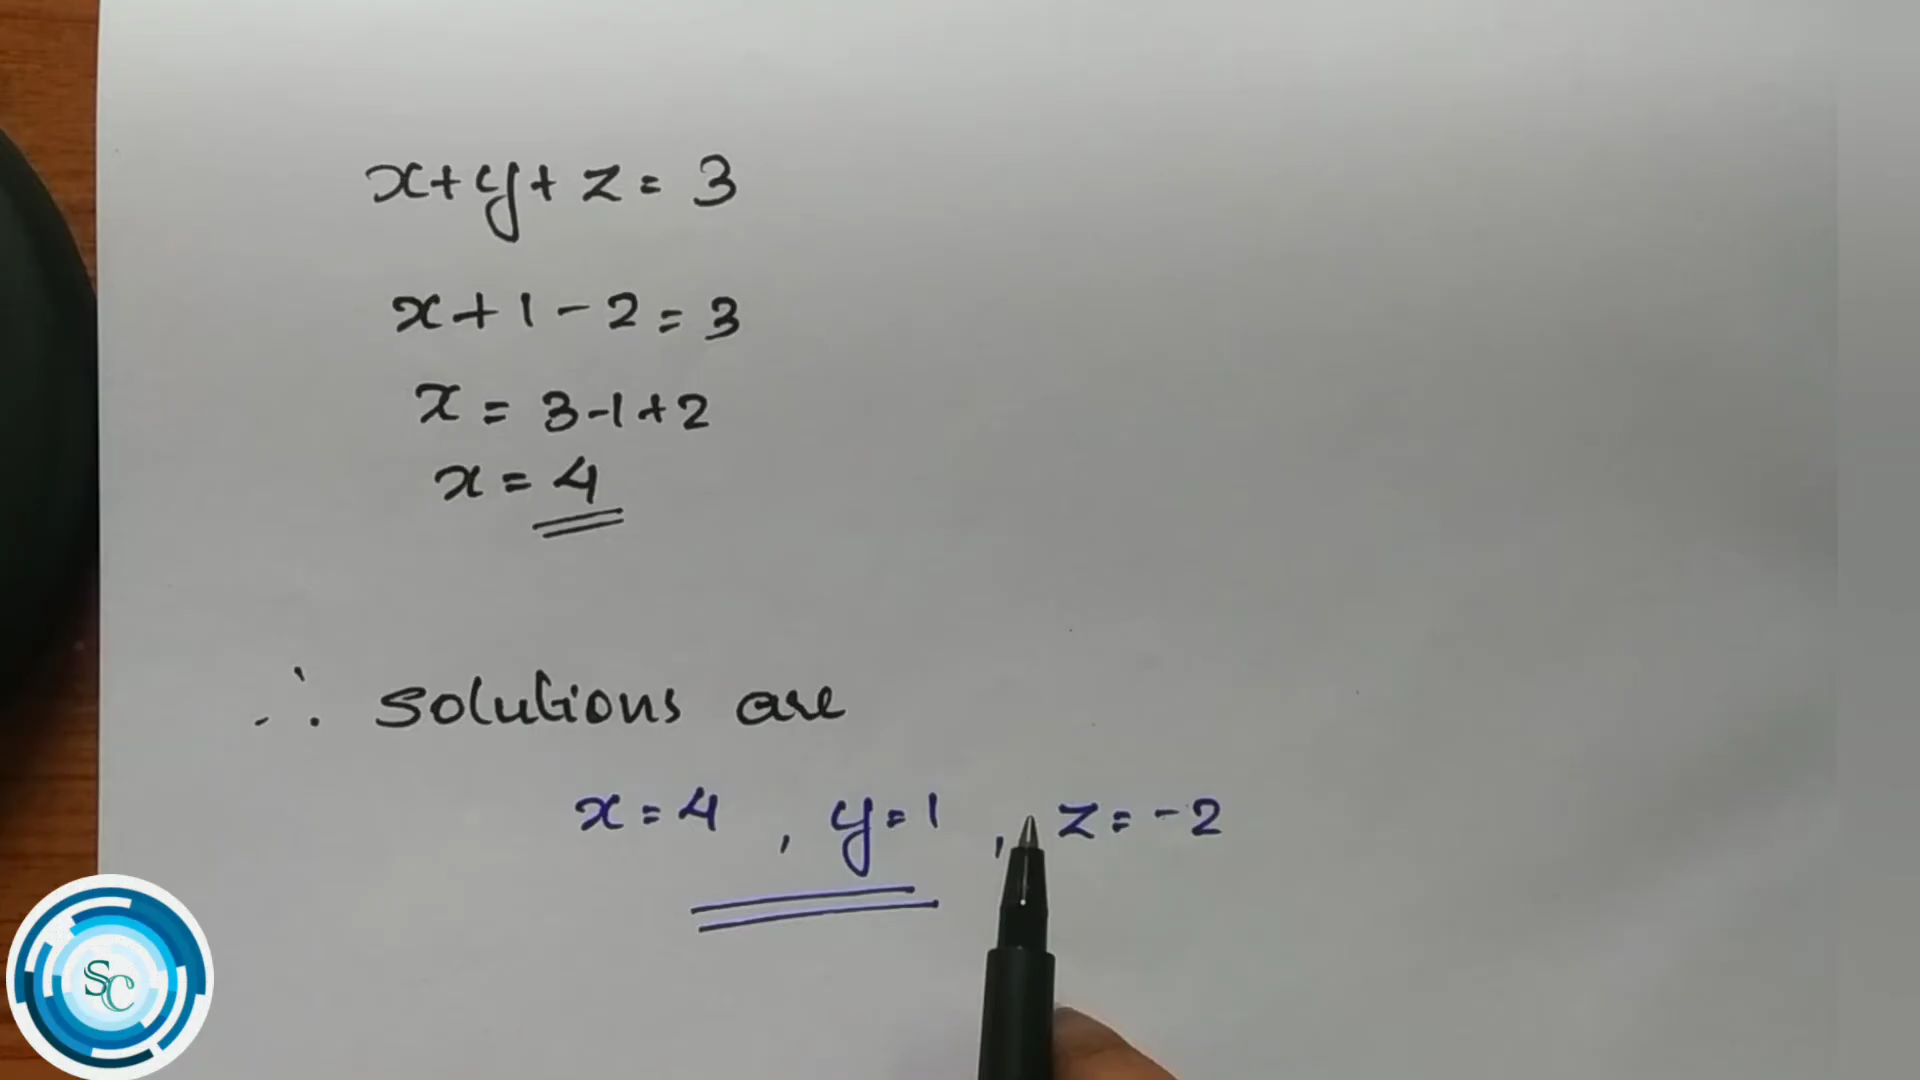 x+y+z=3
x+1-2=3
x=3-1+2
x=4
∴ solutions are
x=4, y=1, z=-2
SC